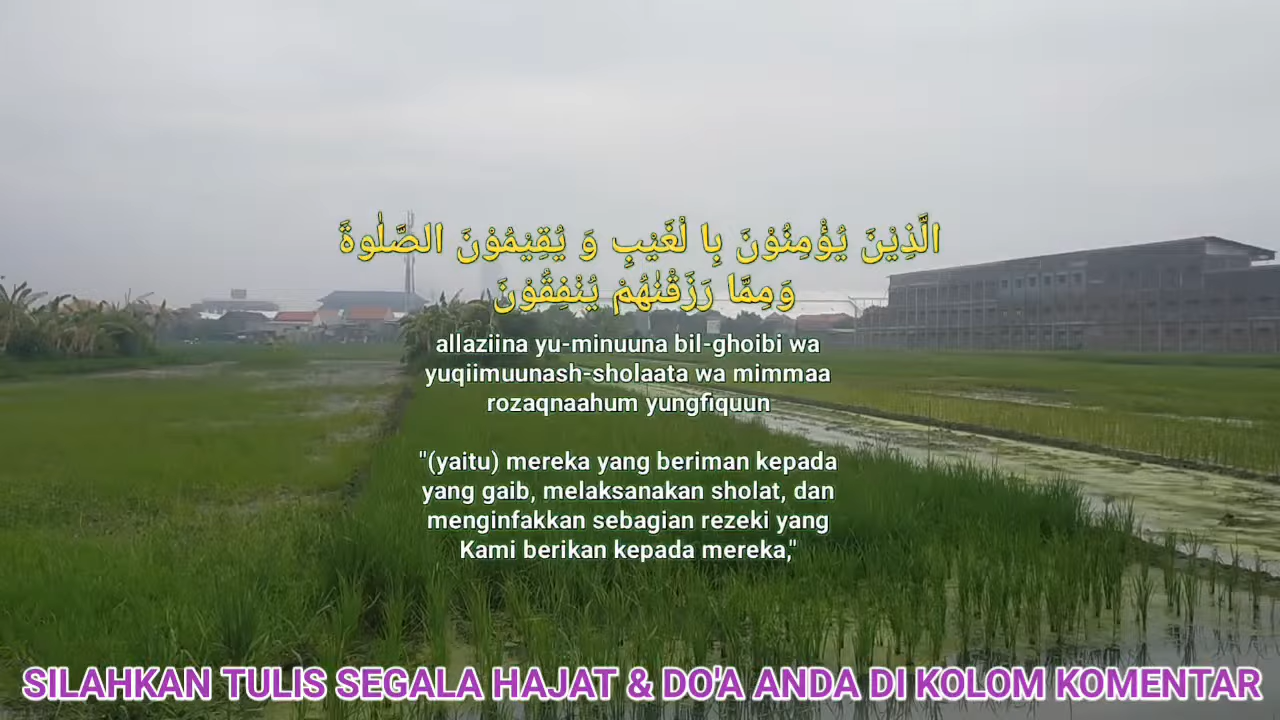 الَّذِيْنَ يُؤْمِنُوْنَ بِا لْغَيْبِ وَ يُقِيْمُوْنَ الصَّلٰوةَ
وَمِمَّا رَزَقْنٰهُمْ يُنْفِقُوْنَ
allaziina yu-minuuna bil-ghoibi wa
yuqiimuunash-sholaata wa mimmaa
rozaqnaahum yungfiquun
"(yaitu) mereka yang beriman kepada
yang gaib, melaksanakan sholat, dan
menginfakkan sebagian rezeki yang
Kami berikan kepada mereka,"
SILAHKAN TULIS SEGALA HAJAT & DO'A ANDA DI KOLOM KOMENTAR